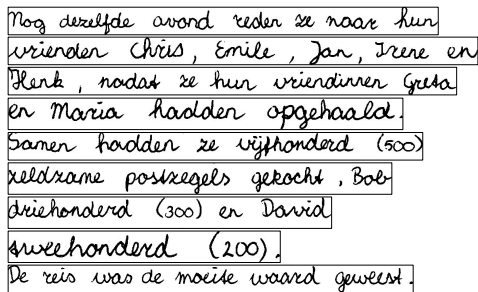 Nog dezelfde avond reden ze naar hun
vrienden Chris, Emile, Jan, Irene en
Henk, nadat ze hun vriendinnen Greta
en Maria hadden opgehaald.
Samen hadden ze vijfhonderd (500)
zeldzame postzegels gekocht, Bob
driehonderd (300) en David
tweehonderd (200).
De reis was de moeite waard geweest.